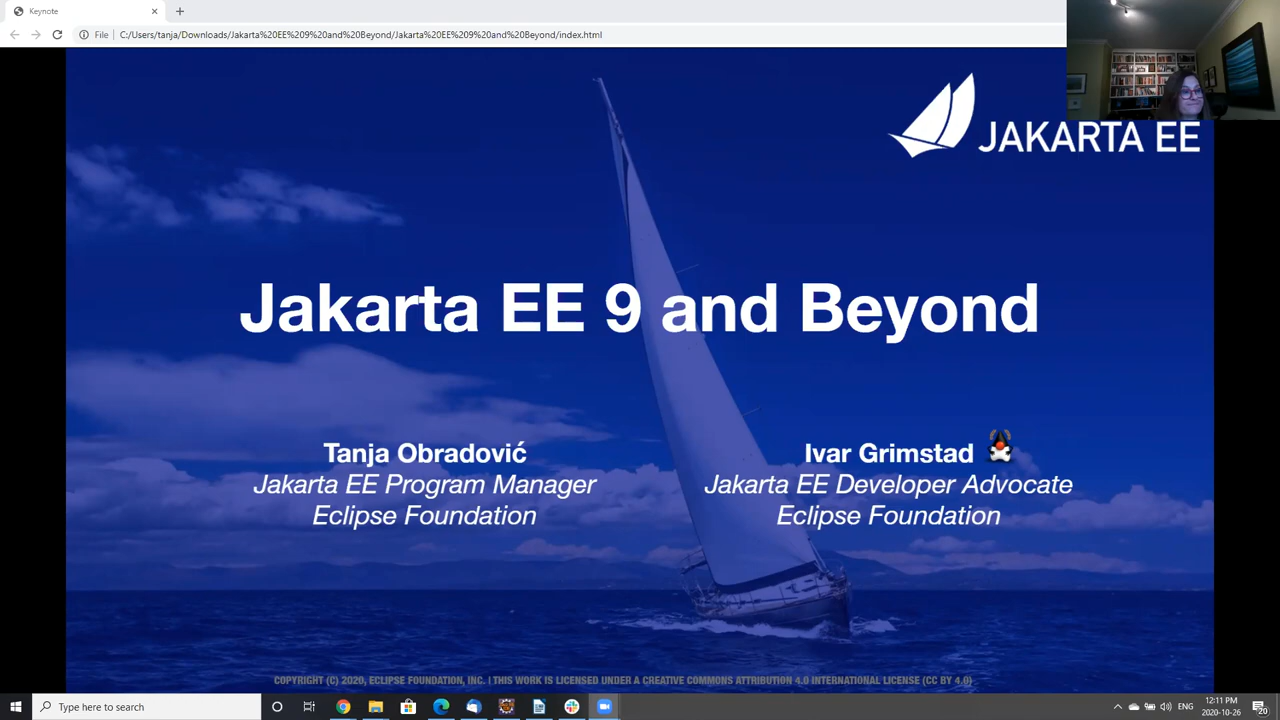 Keynote
File
C:/Users/tanja/Downloads/Jakarta%20EE%209%20and%20Beyond/Jakarta%20EE%209%20and%20Beyond/index.html
JAKARTA EE
Jakarta EE 9 and Beyond
Tanja Obradović
Jakarta EE Program Manager
Eclipse Foundation
Ivar Grimstad
Jakarta EE Developer Advocate
Eclipse Foundation
COPYRIGHT (C) 2020, ECLIPSE FOUNDATION, INC. | THIS WORK IS LICENSED UNDER A CREATIVE COMMONS ATTRIBUTION 4.0 INTERNATIONAL LICENSE (CC BY 4.0)
Type here to search
ENG
12:11 PM
2020-10-26
20